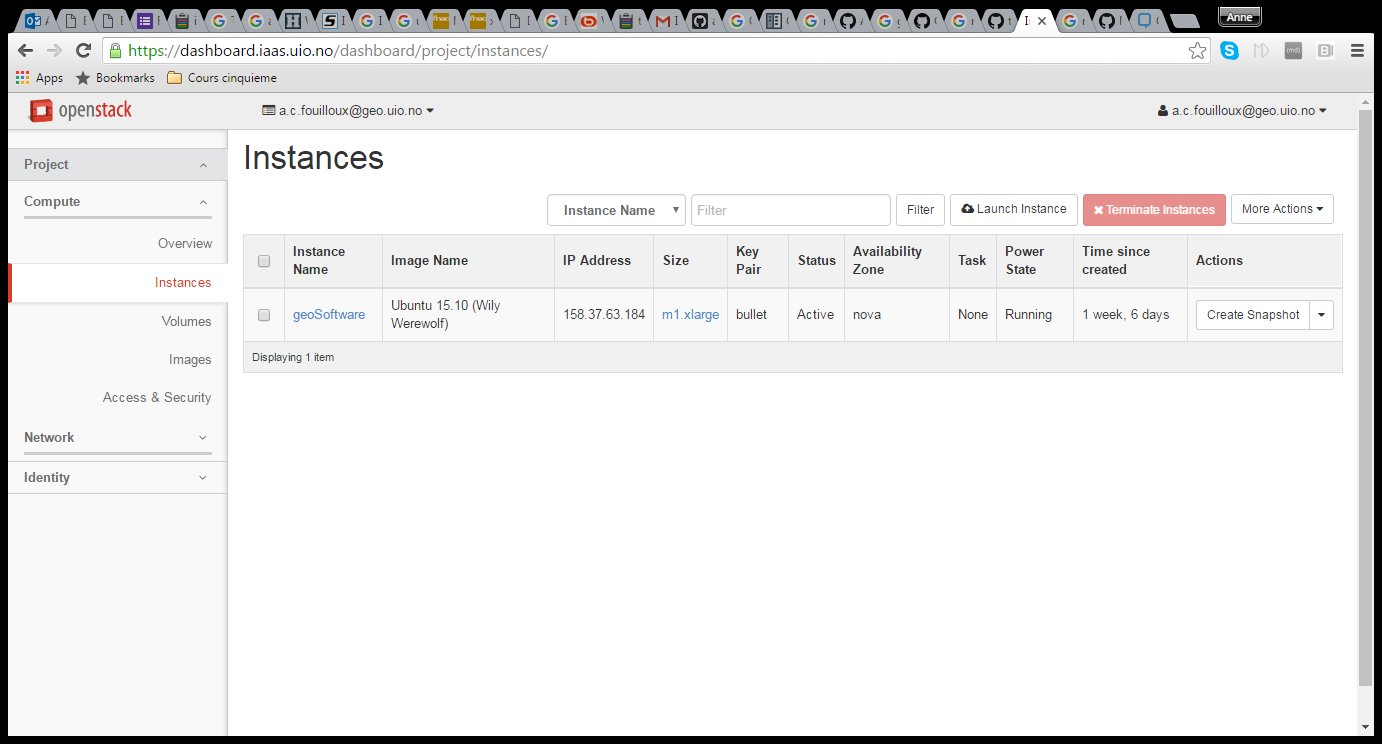 Anne
https://dashboard.iaas.uio.no/dashboard/project/instances/
Apps Bookmarks Cours cinquieme
openstack a.c.fouilloux@geo.uio.no a.c.fouilloux@geo.uio.no
Project
Compute
Overview
Instances
Volumes
Images
Access & Security
Network
Identity
Instances
Instance Name Filter Filter Launch Instance Terminate Instances More Actions
Instance Name Image Name IP Address Size Key Pair Status Availability Zone Task Power State Time since created Actions
geoSoftware Ubuntu 15.10 (Wily Werewolf) 158.37.63.184 m1.xlarge bullet Active nova None Running 1 week, 6 days Create Snapshot
Displaying 1 item